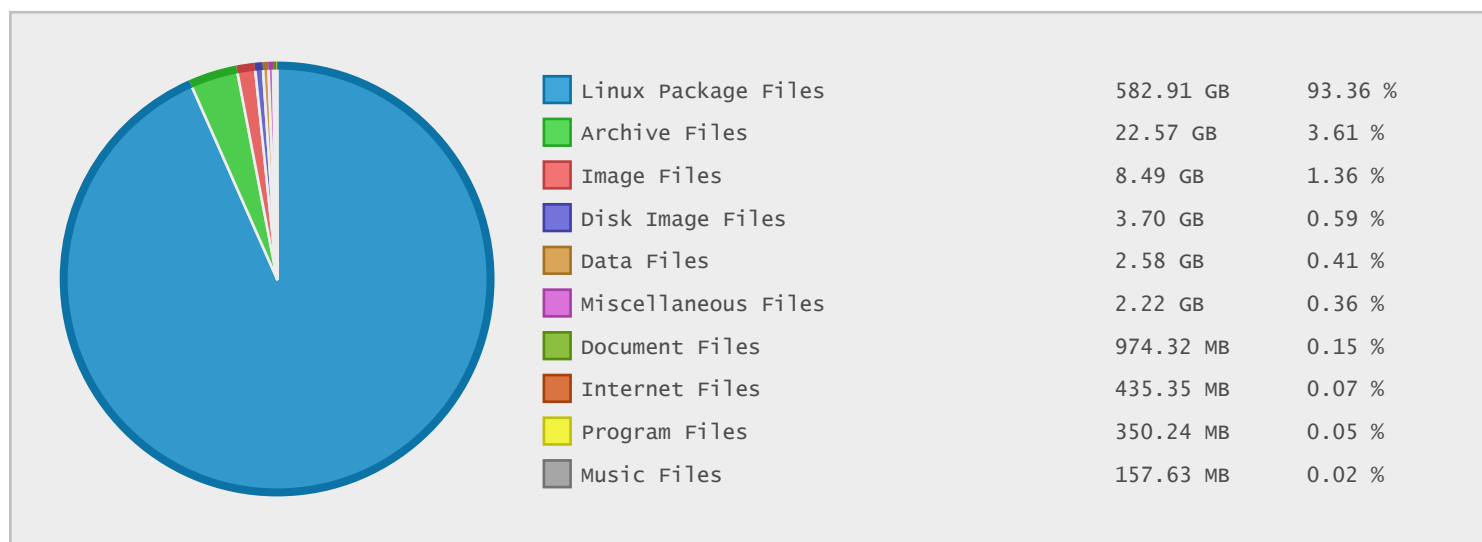 Linux Package Files 582.91 GB 93.36 %
Archive Files 22.57 GB 3.61 %
Image Files 8.49 GB 1.36 %
Disk Image Files 3.70 GB 0.59 %
Data Files 2.58 GB 0.41 %
Miscellaneous Files 2.22 GB 0.36 %
Document Files 974.32 MB 0.15 %
Internet Files 435.35 MB 0.07 %
Program Files 350.24 MB 0.05 %
Music Files 157.63 MB 0.02 %